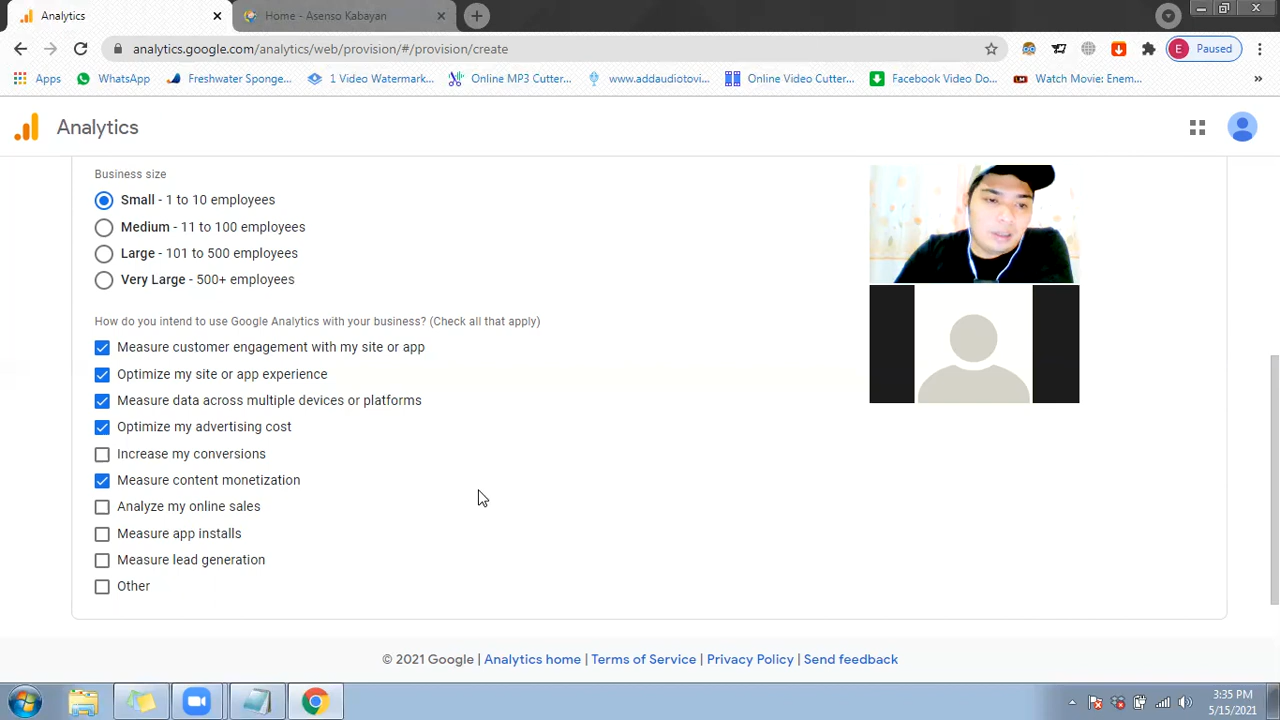 Analytics
Home - Asenso Kabayan
analytics.google.com/analytics/web/provision/#/provision/create
E Paused
Apps
WhatsApp
Freshwater Sponge...
1 Video Watermark...
Online MP3 Cutter...
www.addaudiotovi...
Online Video Cutter...
Facebook Video Do...
LM Watch Movie: Enem...
Analytics
Business size
Small - 1 to 10 employees
Medium - 11 to 100 employees
Large - 101 to 500 employees
Very Large - 500+ employees
How do you intend to use Google Analytics with your business? (Check all that apply)
Measure customer engagement with my site or app
Optimize my site or app experience
Measure data across multiple devices or platforms
Optimize my advertising cost
Increase my conversions
Measure content monetization
Analyze my online sales
Measure app installs
Measure lead generation
Other
© 2021 Google | Analytics home | Terms of Service | Privacy Policy | Send feedback
3:35 PM
5/15/2021